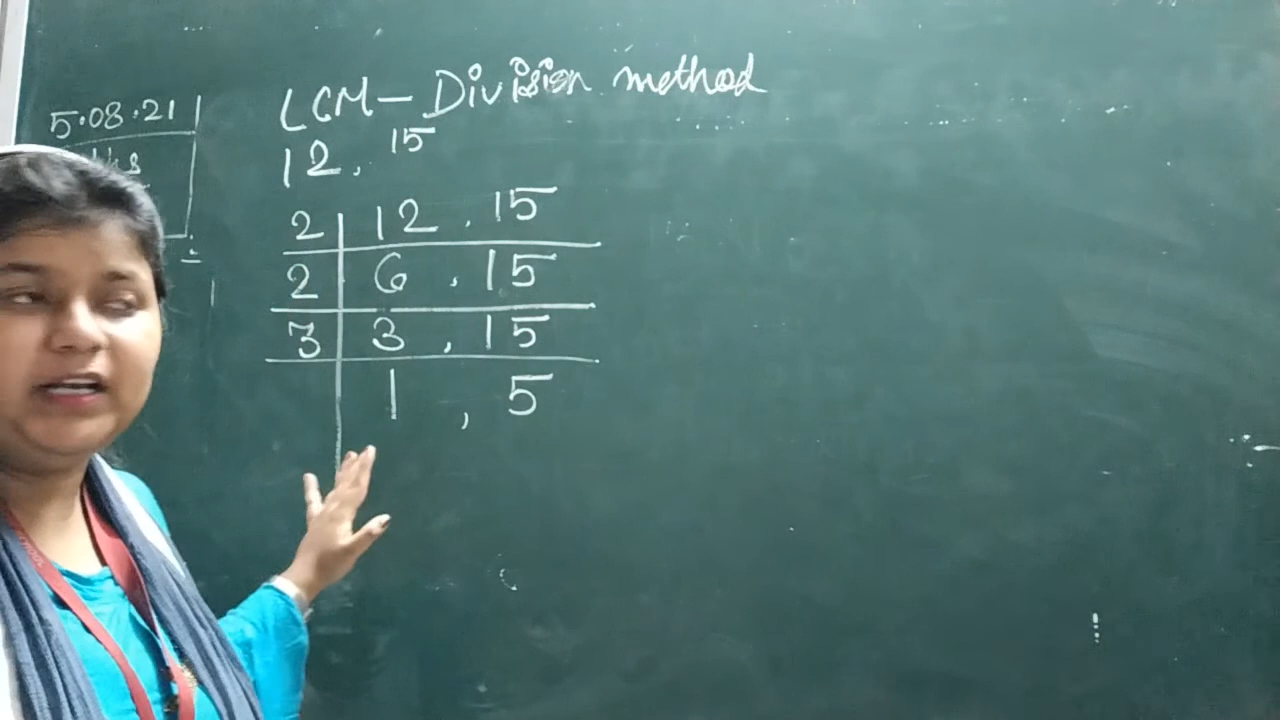 5.08.21
LCM – Division method
12, 15
2 | 12, 15
2 | 6, 15
3 | 3, 15
1, 5